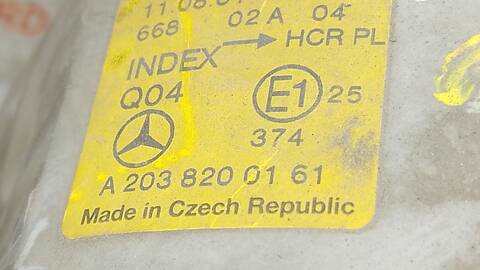 668 02 A 04
INDEX → HCR PL
Q04 E1 25
374
A 203 820 01 61
Made in Czech Republic